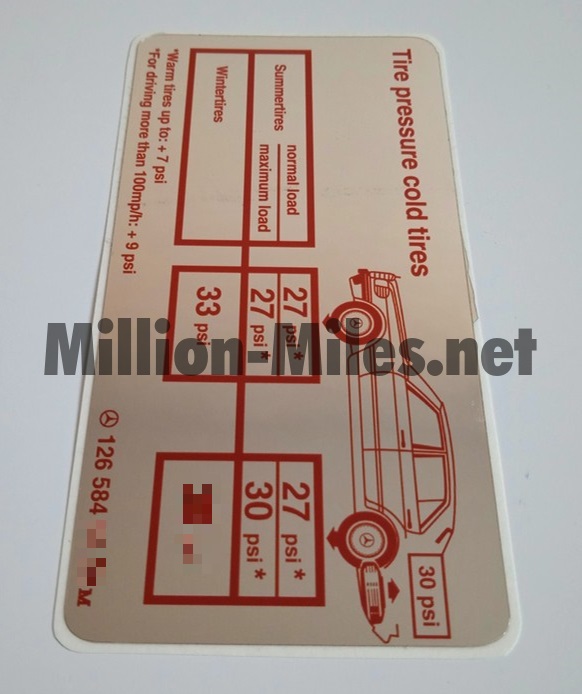 Tire pressure cold tires
30 psi
Summertires
normal load
27 psi*
27 psi*
maximum load
27 psi*
30 psi*
Wintertires
33 psi
*Warm tires up to: + 7 psi
*For driving more than 100mp/h: + 9 psi
126 584
M
Million-Miles.net